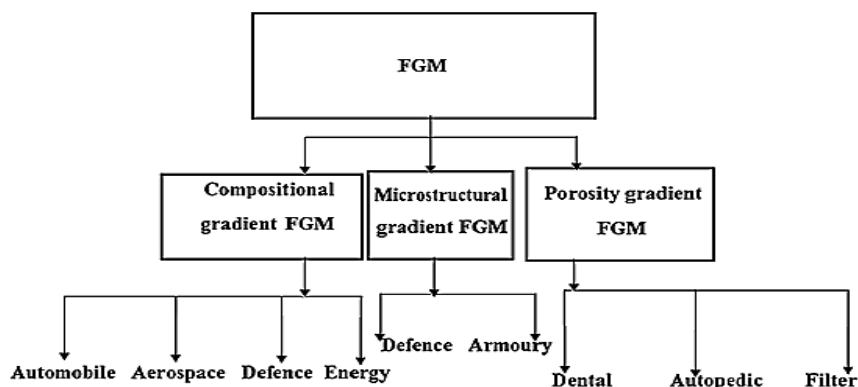 FGM
Compositional
gradient FGM
Microstructural
gradient FGM
Porosity gradient
FGM
Automobile
Aerospace
Defence
Energy
Defence
Armoury
Dental
Autopedic
Filter